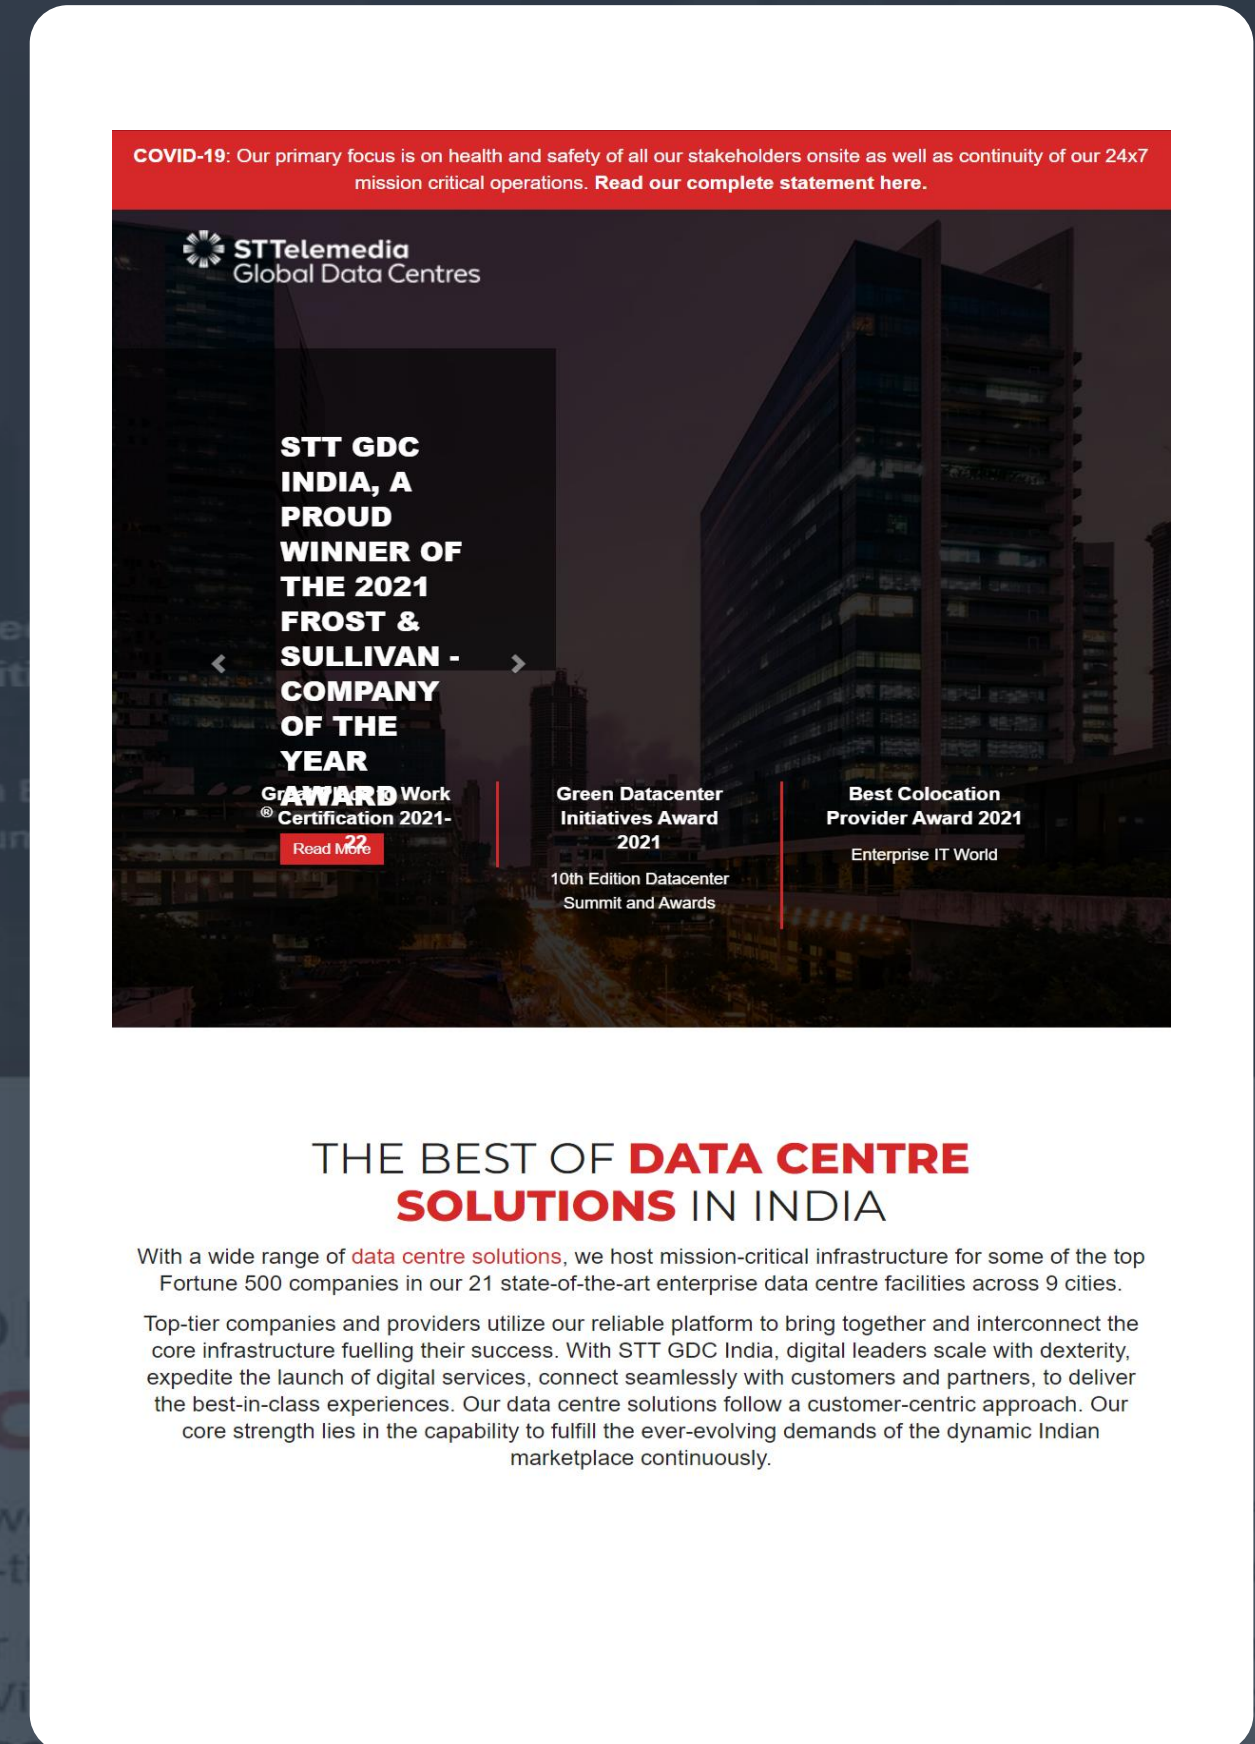 COVID-19: Our primary focus is on health and safety of all our stakeholders onsite as well as continuity of our 24x7
mission critical operations. Read our complete statement here.
STTelemedia
Global Data Centres
STT GDC
INDIA, A
PROUD
WINNER OF
THE 2021
FROST &
SULLIVAN -
COMPANY
OF THE
YEAR
AWARD
Read More
Work
® Certification 2021-
22
Green Datacenter
Initiatives Award
2021
10th Edition Datacenter
Summit and Awards
Best Colocation
Provider Award 2021
Enterprise IT World
THE BEST OF DATA CENTRE
SOLUTIONS IN INDIA
With a wide range of data centre solutions, we host mission-critical infrastructure for some of the top
Fortune 500 companies in our 21 state-of-the-art enterprise data centre facilities across 9 cities.
Top-tier companies and providers utilize our reliable platform to bring together and interconnect the
core infrastructure fuelling their success. With STT GDC India, digital leaders scale with dexterity,
expedite the launch of digital services, connect seamlessly with customers and partners, to deliver
the best-in-class experiences. Our data centre solutions follow a customer-centric approach. Our
core strength lies in the capability to fulfill the ever-evolving demands of the dynamic Indian
marketplace continuously.